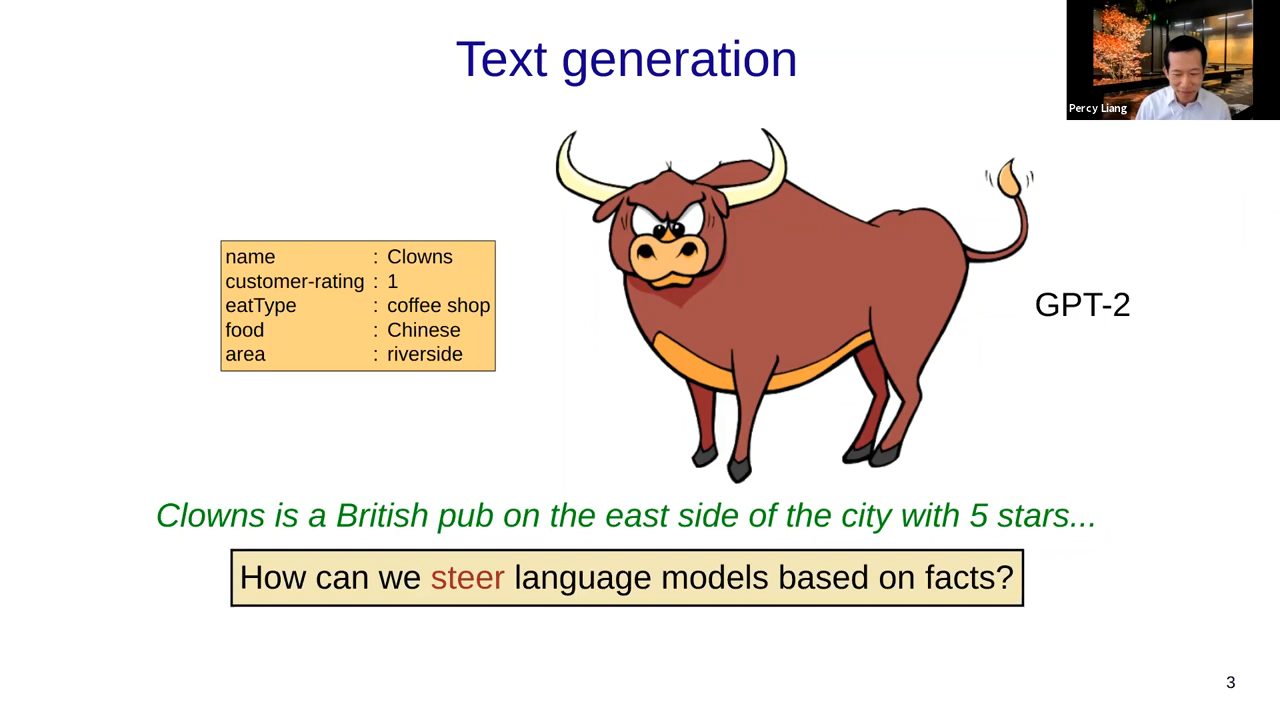 Text generation
Percy Liang
name : Clowns
customer-rating : 1
eatType : coffee shop
food : Chinese
area : riverside
GPT-2
Clowns is a British pub on the east side of the city with 5 stars...
How can we steer language models based on facts?
3